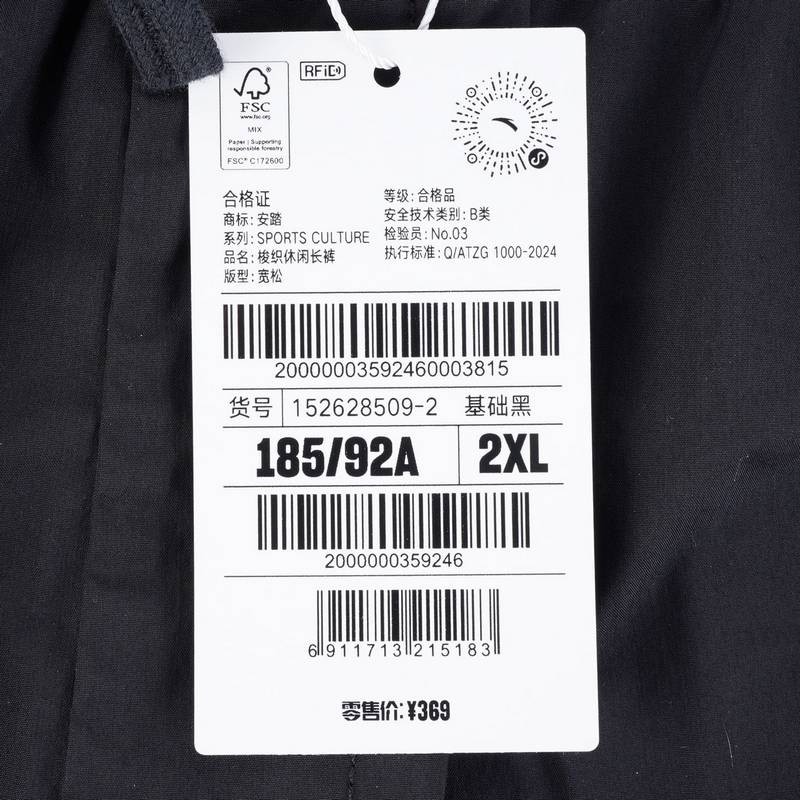 RFiD
FSC
www.fsc.org
MIX
Paper | Supporting
responsible forestry
FSC® C172600
合格证
商标: 安踏
系列: SPORTS CULTURE
品名: 梭织休闲长裤
版型: 宽松
等级: 合格品
安全技术类别: B类
检验员: No.03
执行标准: Q/ATZG 1000-2024
20000003592460003815
货号 152628509-2 基础黑
185/92A 2XL
2000000359246
6 911713 215183
零售价: ¥369